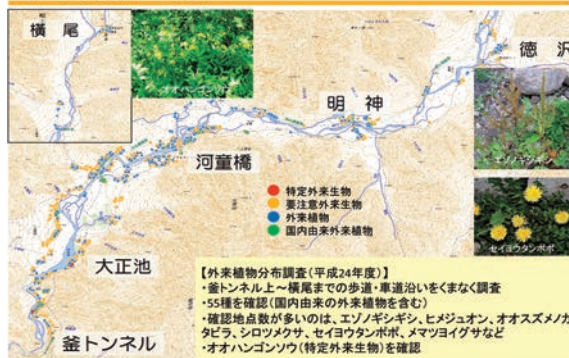 横尾
オオハンゴンソウ
徳沢
明神
エゾノギシギシ
河童橋
特定外来生物
要注意外来生物
外来植物
国内由来外来植物
セイヨウタンポポ
大正池
釜トンネル
【外来植物分布調査(平成24年度)】
・釜トンネル上～横尾までの歩道・車道沿いをくまなく調査
・55種を確認(国内由来の外来植物を含む)
・確認地点数が多いのは、エゾノギシギシ、ヒメジュオン、オオスズメノカ
タビラ、シロツメクサ、セイヨウタンポポ、メマツヨイグサなど
・オオハンゴンソウ(特定外来生物)を確認